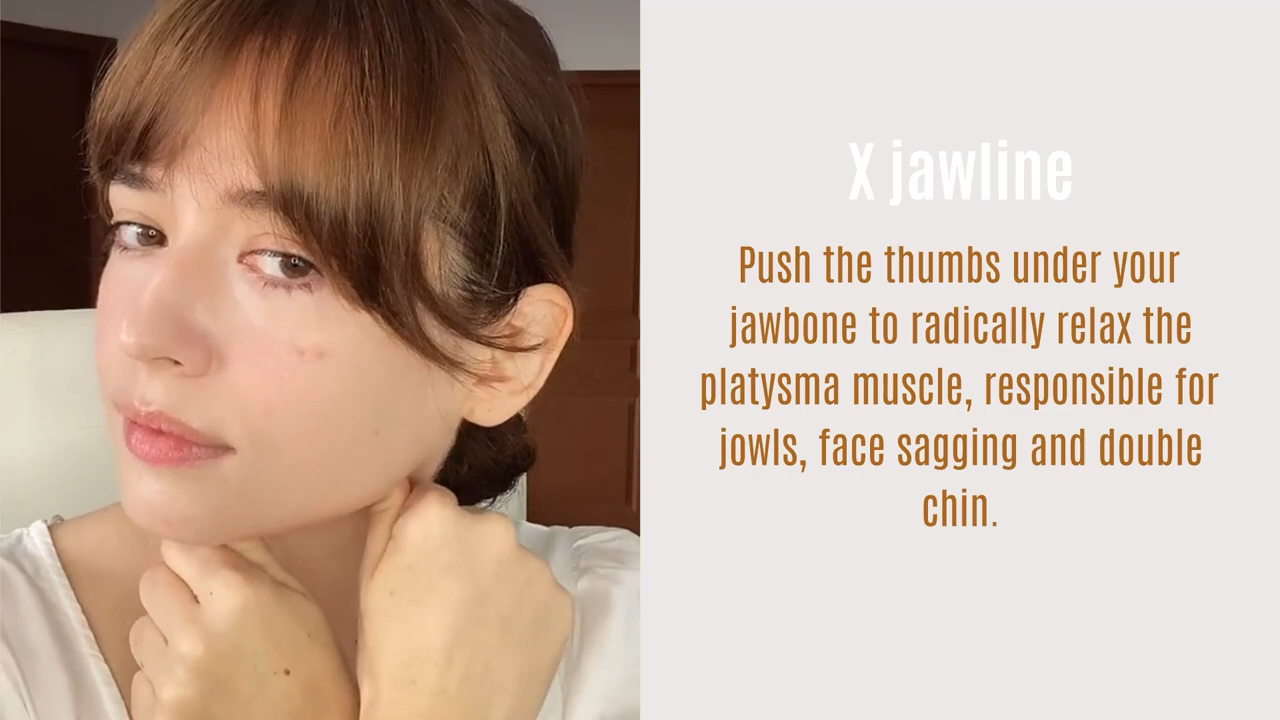 X jawline
Push the thumbs under your
jawbone to radically relax the
platysma muscle, responsible for
jowls, face sagging and double
chin.